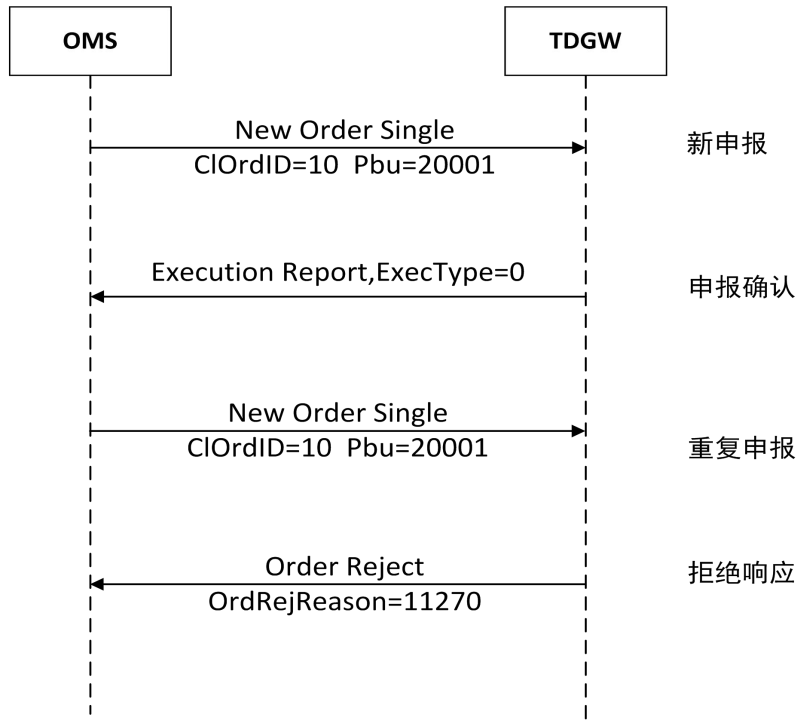 OMS
TDGW
New Order Single
ClOrdID=10 Pbu=20001
新申报
Execution Report,ExecType=0
申报确认
New Order Single
ClOrdID=10 Pbu=20001
重复申报
Order Reject
OrdRejReason=11270
拒绝响应